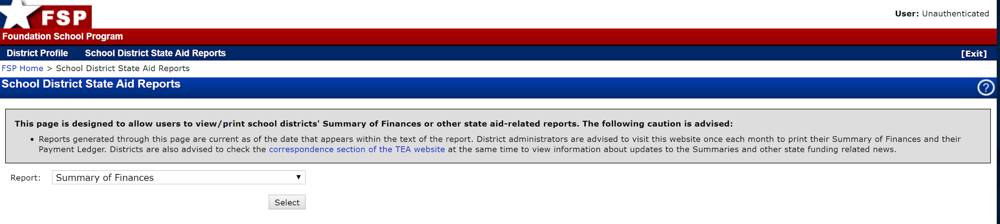 FSP
User: Unauthenticated
Foundation School Program
District Profile School District State Aid Reports [Exit]
FSP Home > School District State Aid Reports
School District State Aid Reports
?
This page is designed to allow users to view/print school districts' Summary of Finances or other state aid-related reports. The following caution is advised:
• Reports generated through this page are current as of the date that appears within the text of the report. District administrators are advised to visit this website once each month to print their Summary of Finances and their
Payment Ledger. Districts are also advised to check the correspondence section of the TEA website at the same time to view information about updates to the Summaries and other state funding related news.
Report: Summary of Finances
Select